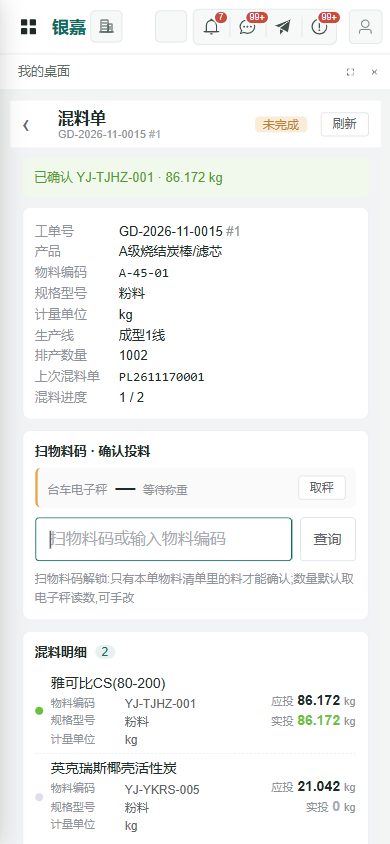 银嘉
7
99+
99+
我的桌面
混料单
GD-2026-11-0015 #1
未完成
刷新
已确认 YJ-TJHZ-001 · 86.172 kg
工单号 GD-2026-11-0015 #1
产品 A级烧结炭棒/滤芯
物料编码 A-45-01
规格型号 粉料
计量单位 kg
生产线 成型1线
排产数量 1002
上次混料单 PL2611170001
混料进度 1 / 2
扫物料码 · 确认投料
台车电子秤 — 等待称重
取秤
扫物料码或输入物料编码
查询
扫物料码解锁:只有本单物料清单里的料才能确认;数量默认取
电子秤读数,可手改
混料明细 2
雅可比CS(80-200)
物料编码 YJ-TJHZ-001 应投 86.172 kg
规格型号 粉料 实投 86.172 kg
计量单位 kg
英克瑞斯椰壳活性炭
物料编码 YJ-YKRS-005 应投 21.042 kg
规格型号 粉料 实投 0 kg
计量单位 kg